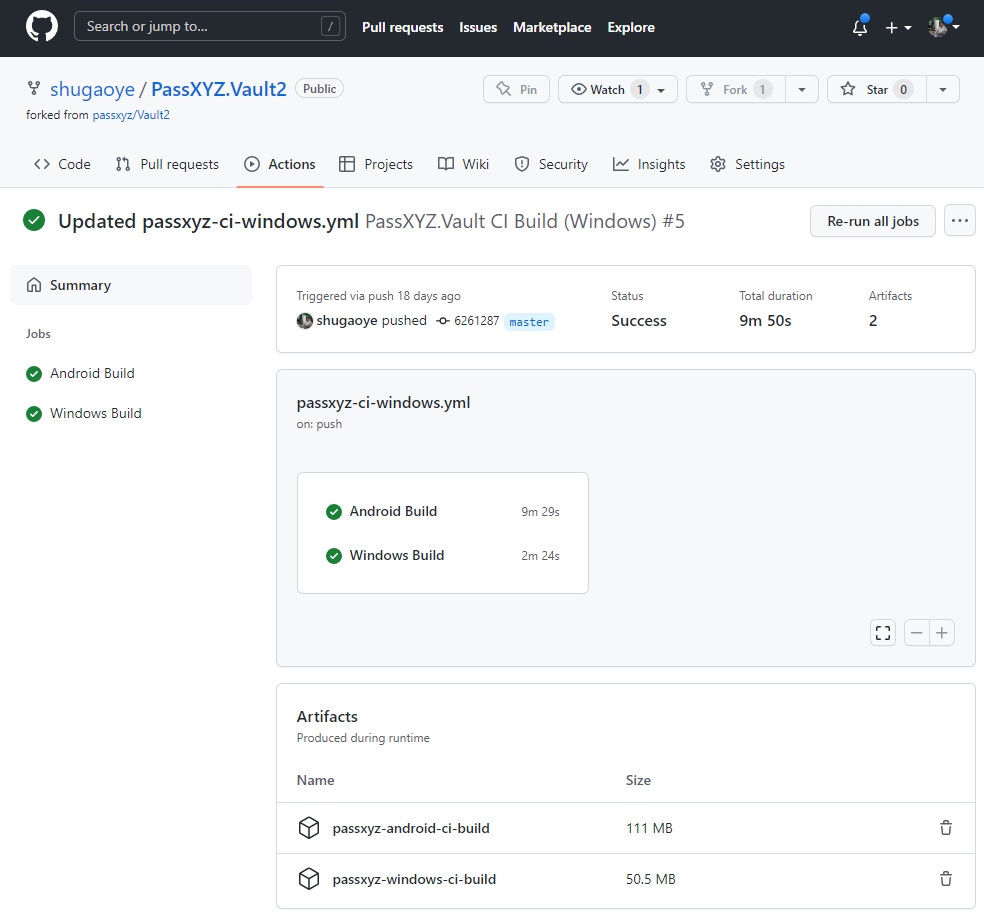 Search or jump to... / Pull requests Issues Marketplace Explore
shugaoye / PassXYZ.Vault2 Public Pin Watch 1 Fork 1 Star 0
forked from passxyz/Vault2
Code Pull requests Actions Projects Wiki Security Insights Settings
Updated passxyz-ci-windows.yml PassXYZ.Vault CI Build (Windows) #5 Re-run all jobs ...
Summary
Jobs
Android Build
Windows Build
Triggered via push 18 days ago Status Total duration Artifacts
shugaoye pushed 6261287 master Success 9m 50s 2
passxyz-ci-windows.yml
on: push
Android Build 9m 29s
Windows Build 2m 24s
Artifacts
Produced during runtime
Name Size
passxyz-android-ci-build 111 MB
passxyz-windows-ci-build 50.5 MB